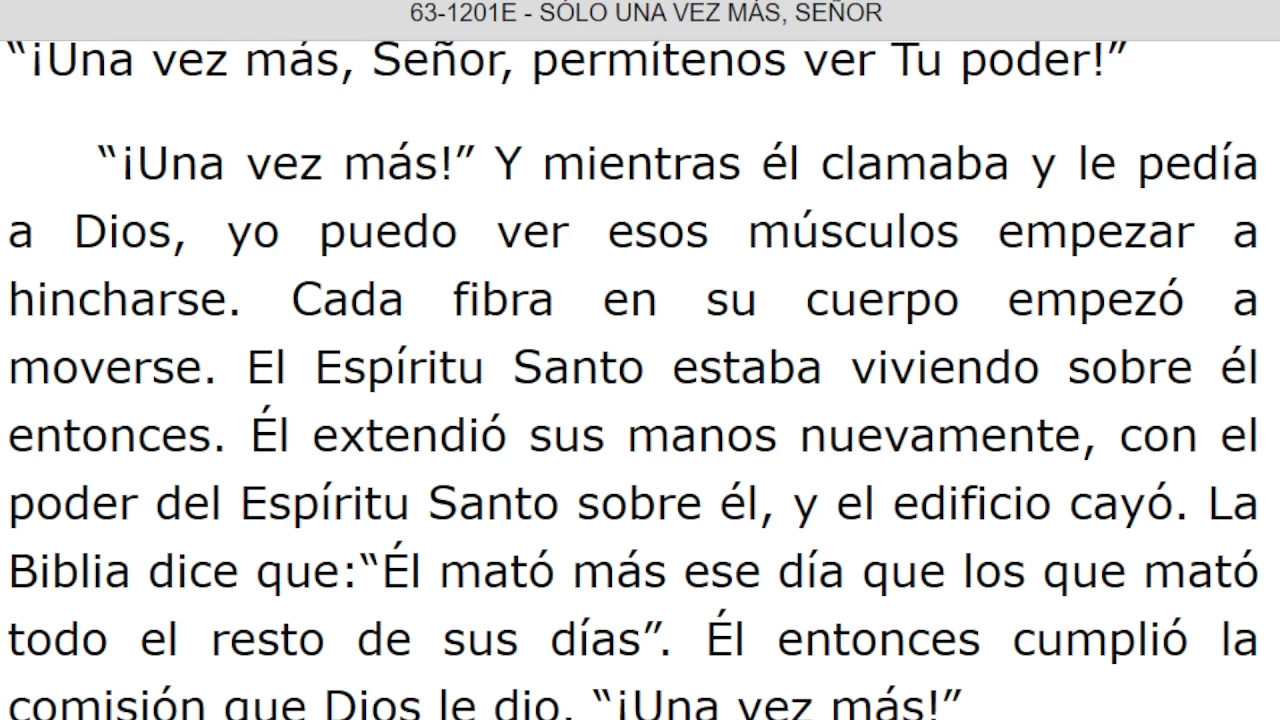 63-1201E - SÓLO UNA VEZ MÁS, SEÑOR
“¡Una vez más, Señor, permítenos ver Tu poder!”
“¡Una vez más!” Y mientras él clamaba y le pedía
a Dios, yo puedo ver esos músculos empezar a
hincharse. Cada fibra en su cuerpo empezó a
moverse. El Espíritu Santo estaba viviendo sobre él
entonces. Él extendió sus manos nuevamente, con el
poder del Espíritu Santo sobre él, y el edificio cayó. La
Biblia dice que:“Él mató más ese día que los que mató
todo el resto de sus días”. Él entonces cumplió la
comisión que Dios le dio. “¡Una vez más!”